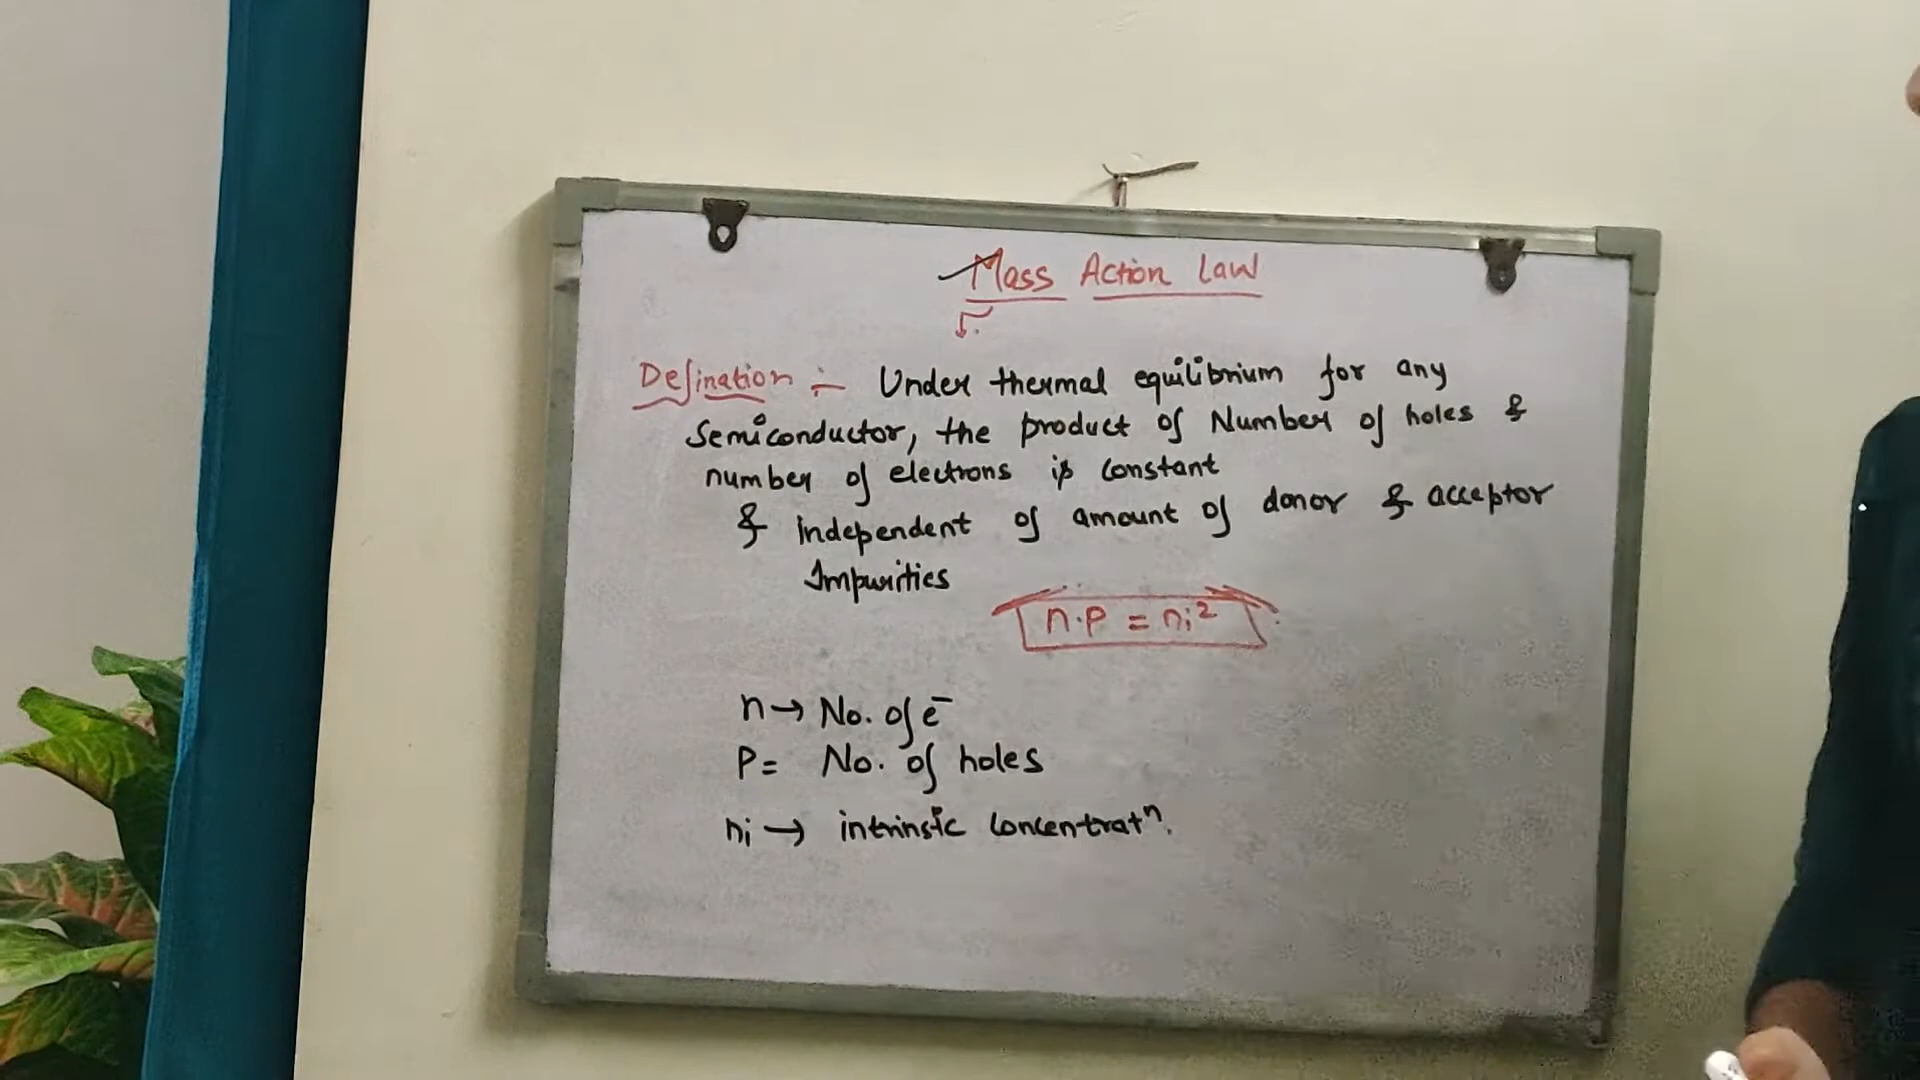 Mass Action Law
Defination :- Under thermal equilibrium for any
Semiconductor, the product of Number of holes &
number of electrons is constant
& independent of amount of donor & acceptor
Impurities
n.p = ni²
n → No. of e⁻
P = No. of holes
ni → intrinsic concentratⁿ.